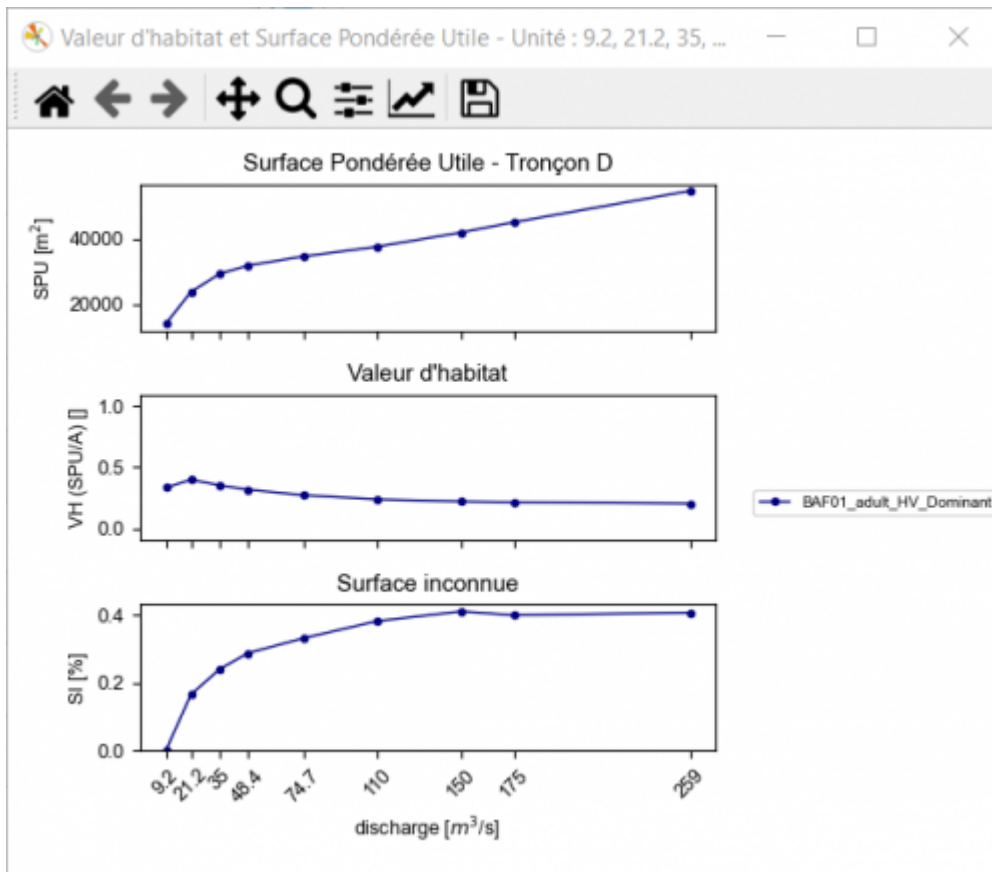 Valeur d'habitat et Surface Pondérée Utile - Unité : 9.2, 21.2, 35, ...
Surface Pondérée Utile - Tronçon D
SPU [m²]
40000
20000
Valeur d'habitat
VH (SPU/A) []
1.0
0.5
0.0
BAF01_adult_HV_Dominant
Surface inconnue
SI [%]
0.4
0.2
0.0
9.2 21.2 35 48.4 74.7 110 150 175 259
discharge [m³/s]